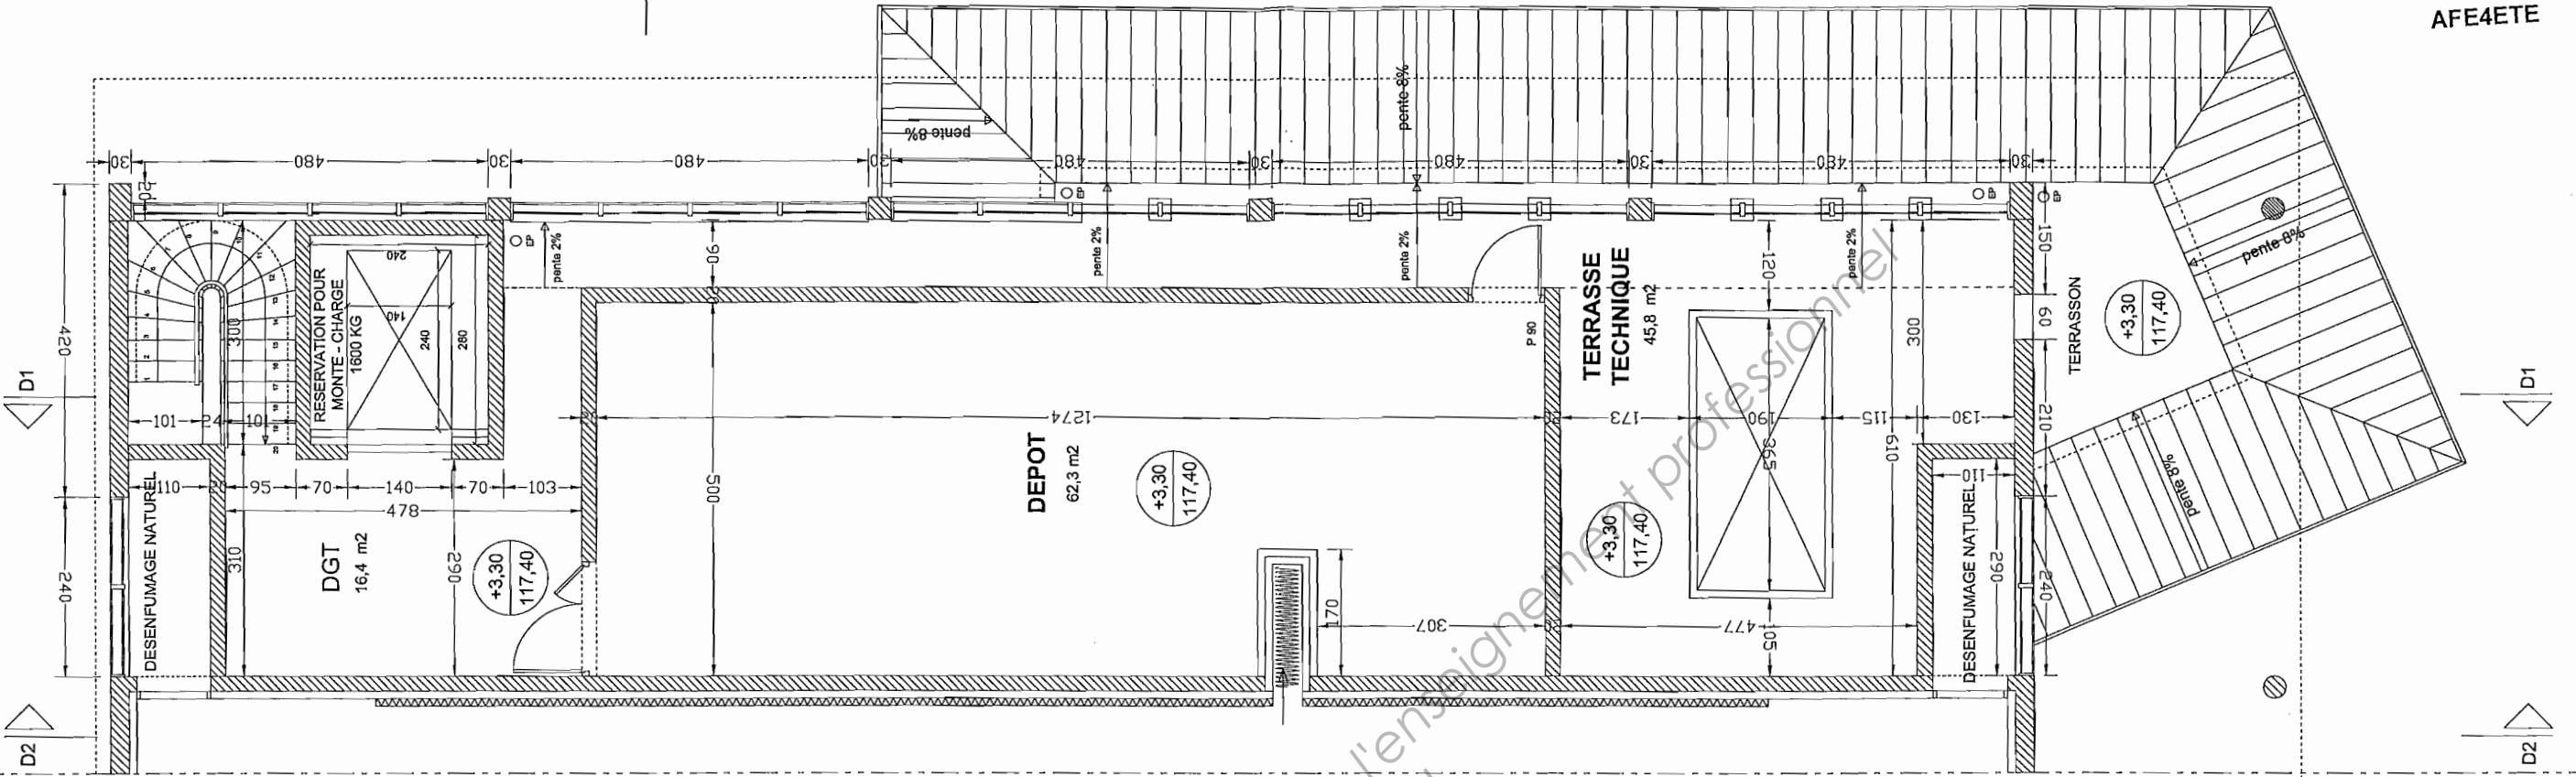 AFE4ETE
pente 8%
pente 8%
30
480
30
480
30
480
30
480
30
480
30
20
EP
EP
EP
EP
pente 2%
pente 2%
pente 2%
pente 2%
90
20
120
150
pente 8%
240
140
240
280
RESERVATION POUR
MONTE - CHARGE
1600 KG
300
420
TERRASSE
TECHNIQUE
45,8 m2
P 90
300
60
TERRASSON
+3,30
117,40
D1
D1
101
24
101
1274
173
190
115
130
365
610
210
DEPOT
62,3 m2
+3,30
117,40
110
20
95
70
140
70
103
478
500
110
pente 8%
DESENFUMAGE NATUREL
310
DGT
16,4 m2
290
+3,30
117,40
+3,30
117,40
DESENFUMAGE NATUREL
290
240
240
170
307
477
105
D2
D2
l'enseignement professionnel